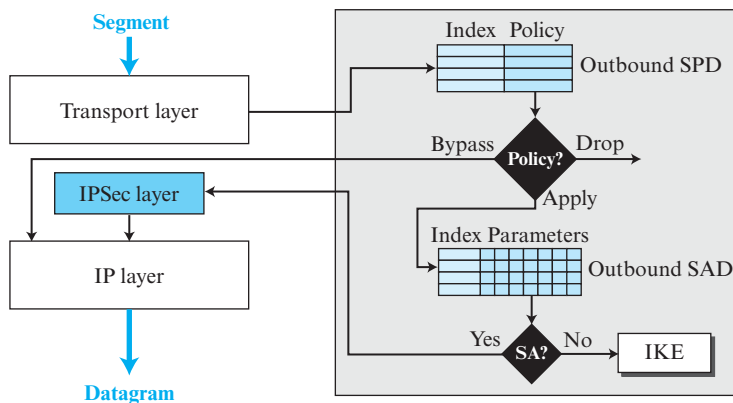 Segment
Index Policy
Outbound SPD
Transport layer
Bypass
Policy?
Drop
IPSec layer
Apply
Index Parameters
IP layer
Outbound SAD
Yes
SA?
No
IKE
Datagram